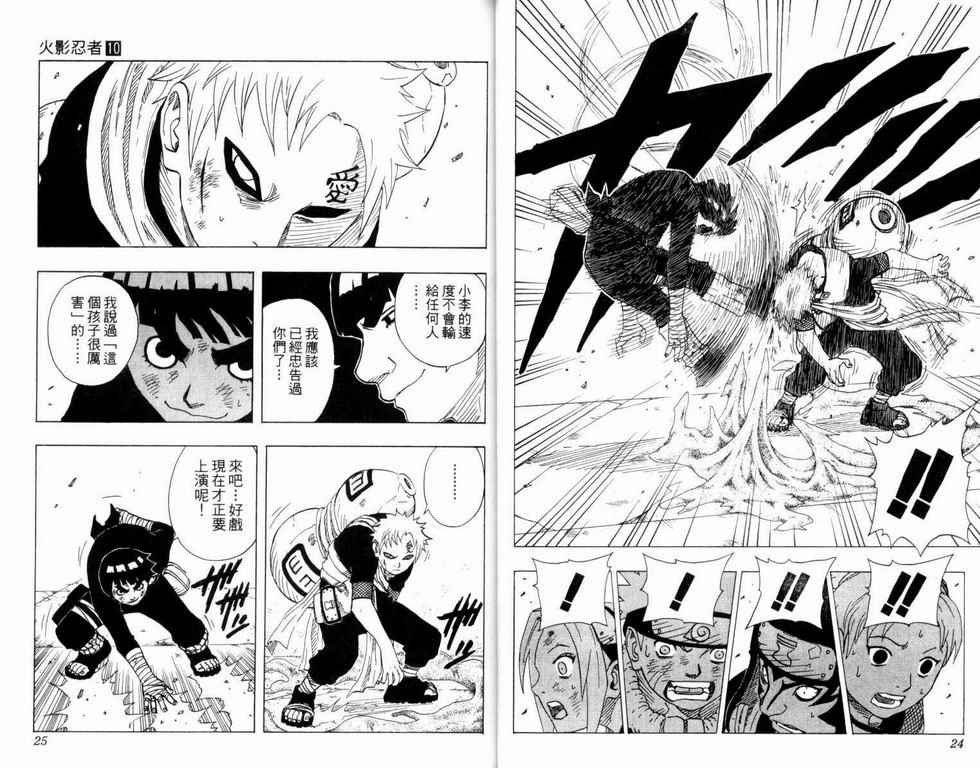 !!
!!
!!
!
!
24
火影忍者10
愛
小李的速
度不會輸
給任何人
……
我應該
已經忠告過
你們了…
我說過「這
個孩子很厲
害」的……
……
來吧…好戲
現在才正要
上演呢！
25